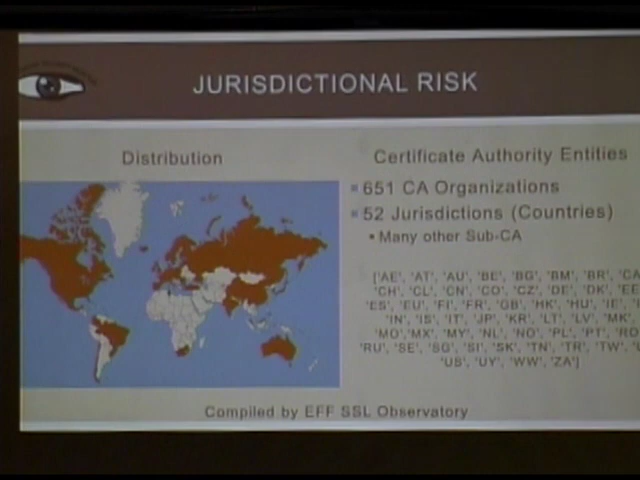 JURISDICTIONAL RISK
Distribution
Certificate Authority Entities
651 CA Organizations
52 Jurisdictions (Countries)
Many other Sub-CA
['AE', 'AT', 'AU', 'BE', 'BG', 'BM', 'BR', 'CA
'CH', 'CL', 'CN', 'CO', 'CZ', 'DE', 'DK', 'EE
'ES', 'EU', 'FI', 'FR', 'GB', 'HK', 'HU', 'IE',
'IN', 'IS', 'IT', 'JP', 'KR', 'LT', 'LV', 'MK',
'MO', 'MX', 'MY', 'NL', 'NO', 'PL', 'PT', 'RO
'RU', 'SE', 'SG', 'SI', 'SK', 'TN', 'TR', 'TW',
'US', 'UY', 'WW', 'ZA']
Compiled by EFF SSL Observatory